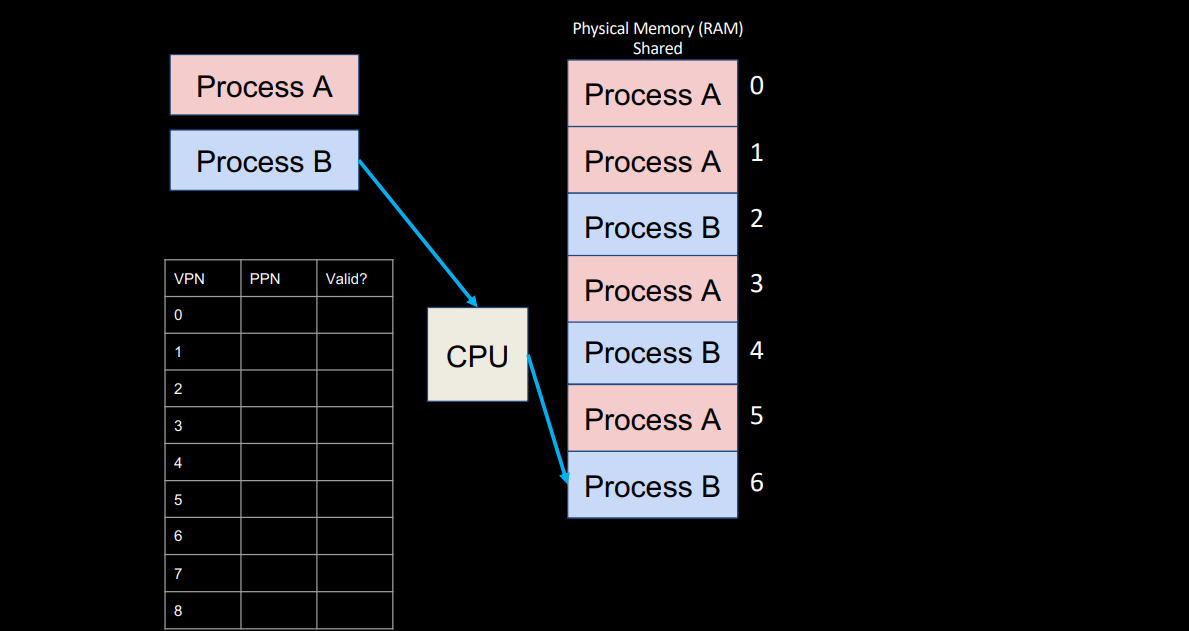 Physical Memory (RAM)
Shared
Process A
Process B
Process A 0
Process A 1
Process B 2
Process A 3
Process B 4
Process A 5
Process B 6
CPU
VPN PPN Valid?
0
1
2
3
4
5
6
7
8